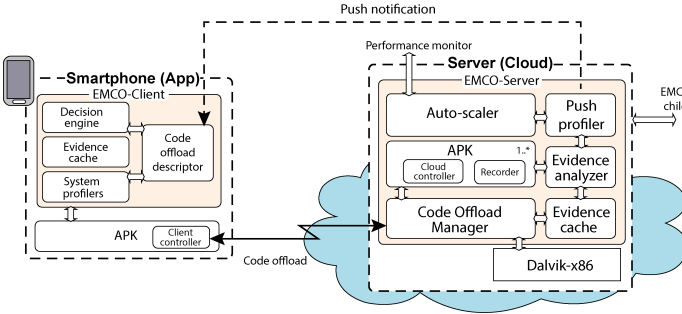 Push notification
Performance monitor
Smartphone (App)
Server (Cloud)
EMCO-Client
EMCO-Server
Decision
engine
Evidence
cache
System
profilers
Code
offload
descriptor
APK
Client
controller
Code offload
Auto-scaler
Push
profiler
APK
1..*
Cloud
controller
Recorder
Evidence
analyzer
Code Offload
Manager
Evidence
cache
Dalvik-x86